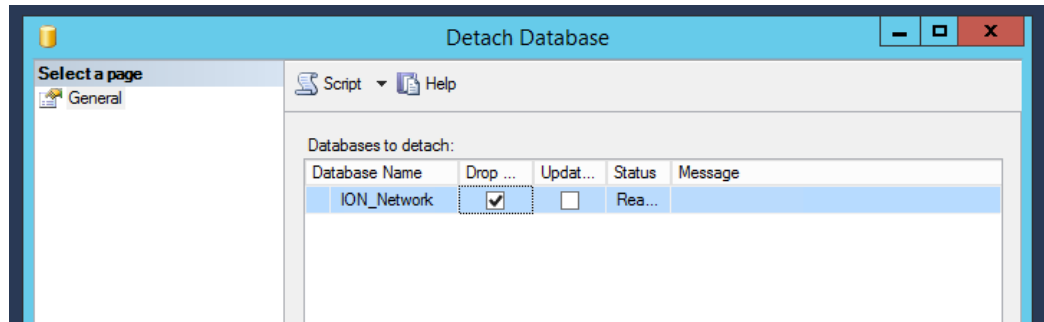 Detach Database
Select a page
General
Script
Help
Databases to detach:
Database Name Drop ... Updat... Status Message
ION_Network Rea...